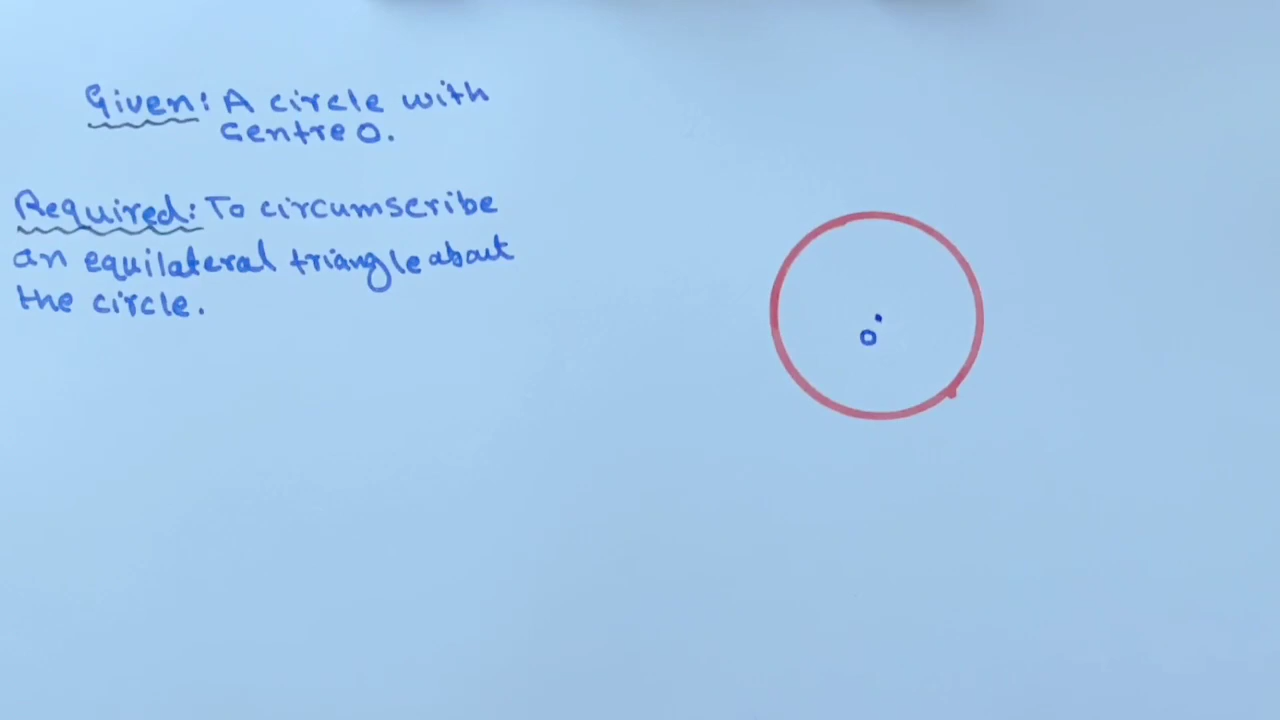 Given: A circle with
Centre O.
Required: To circumscribe
an equilateral triangle about
the circle.
O